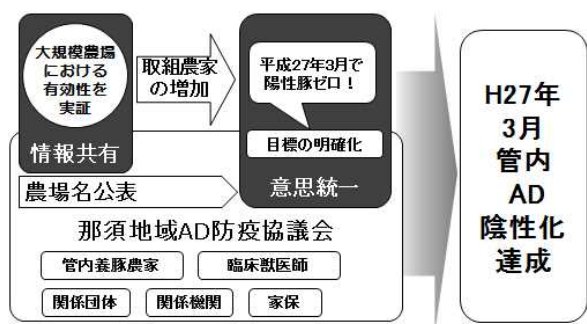 大規模農場
における
有効性を
実証
情報共有
取組農家
の増加
平成27年3月で
陽性豚ゼロ！
目標の明確化
意思統一
農場名公表
那須地域AD防疫協議会
管内養豚農家
臨床獣医師
関係団体
関係機関
家保
H27年
3月
管内
AD
陰性化
達成